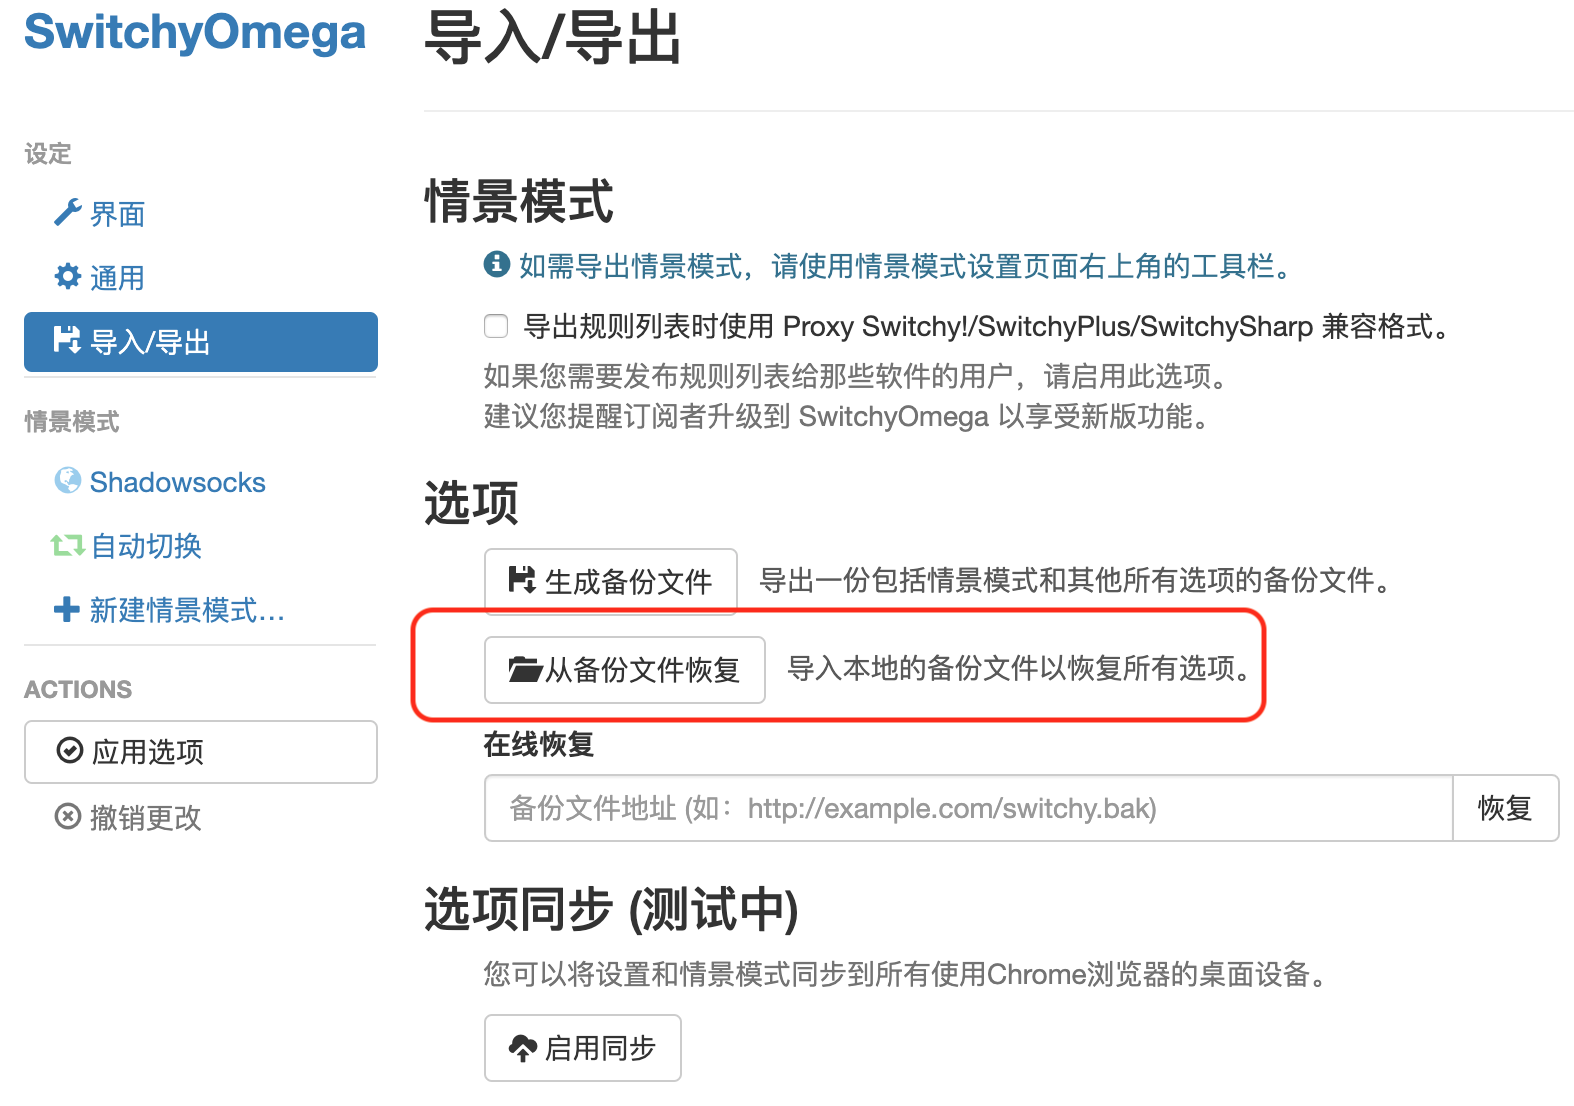 SwitchyOmega
设定
界面
通用
导入/导出
情景模式
Shadowsocks
自动切换
新建情景模式...
ACTIONS
应用选项
撤销更改
导入/导出
情景模式
如需导出情景模式，请使用情景模式设置页面右上角的工具栏。
导出规则列表时使用 Proxy Switchy!/SwitchyPlus/SwitchySharp 兼容格式。
如果您需要发布规则列表给那些软件的用户，请启用此选项。
建议您提醒订阅者升级到 SwitchyOmega 以享受新版功能。
选项
生成备份文件 导出一份包括情景模式和其他所有选项的备份文件。
从备份文件恢复 导入本地的备份文件以恢复所有选项。
在线恢复
备份文件地址 (如：http://example.com/switchy.bak) 恢复
选项同步 (测试中)
您可以将设置和情景模式同步到所有使用Chrome浏览器的桌面设备。
启用同步